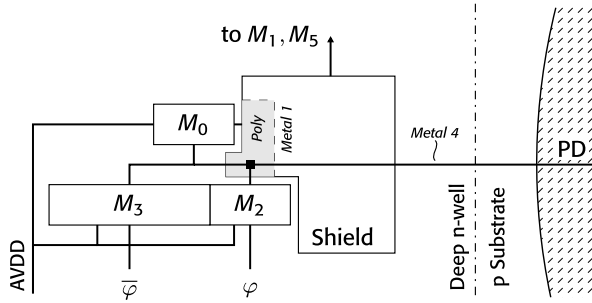 to M₁, M₅
M₀
Poly
Metal 1
Metal 4
PD
M₃
M₂
Shield
Deep n-well
p Substrate
AVDD
φ̅
φ